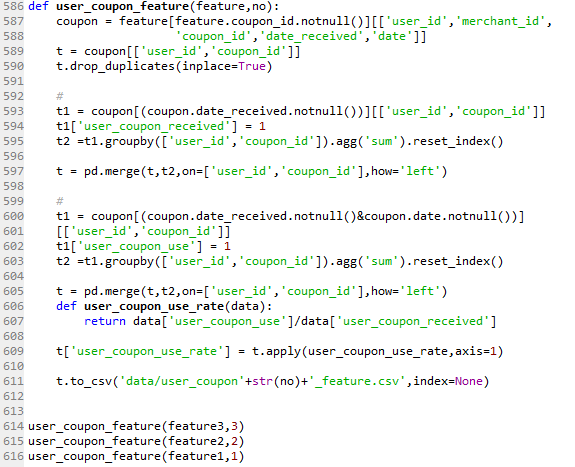 586 def user_coupon_feature(feature,no):
587     coupon = feature[feature.coupon_id.notnull()][['user_id','merchant_id',
588                      'coupon_id','date_received','date']]
589     t = coupon[['user_id','coupon_id']]
590     t.drop_duplicates(inplace=True)
591
592     #
593     t1 = coupon[(coupon.date_received.notnull())][['user_id','coupon_id']]
594     t1['user_coupon_received'] = 1
595     t2 =t1.groupby(['user_id','coupon_id']).agg('sum').reset_index()
596
597     t = pd.merge(t,t2,on=['user_id','coupon_id'],how='left')
598
599     #
600     t1 = coupon[(coupon.date_received.notnull()&coupon.date.notnull())]
601     [['user_id','coupon_id']]
602     t1['user_coupon_use'] = 1
603     t2 =t1.groupby(['user_id','coupon_id']).agg('sum').reset_index()
604
605     t = pd.merge(t,t2,on=['user_id','coupon_id'],how='left')
606     def user_coupon_use_rate(data):
607         return data['user_coupon_use']/data['user_coupon_received']
608
609     t['user_coupon_use_rate'] = t.apply(user_coupon_use_rate,axis=1)
610
611     t.to_csv('data/user_coupon'+str(no)+'_feature.csv',index=None)
612
613
614 user_coupon_feature(feature3,3)
615 user_coupon_feature(feature2,2)
616 user_coupon_feature(feature1,1)